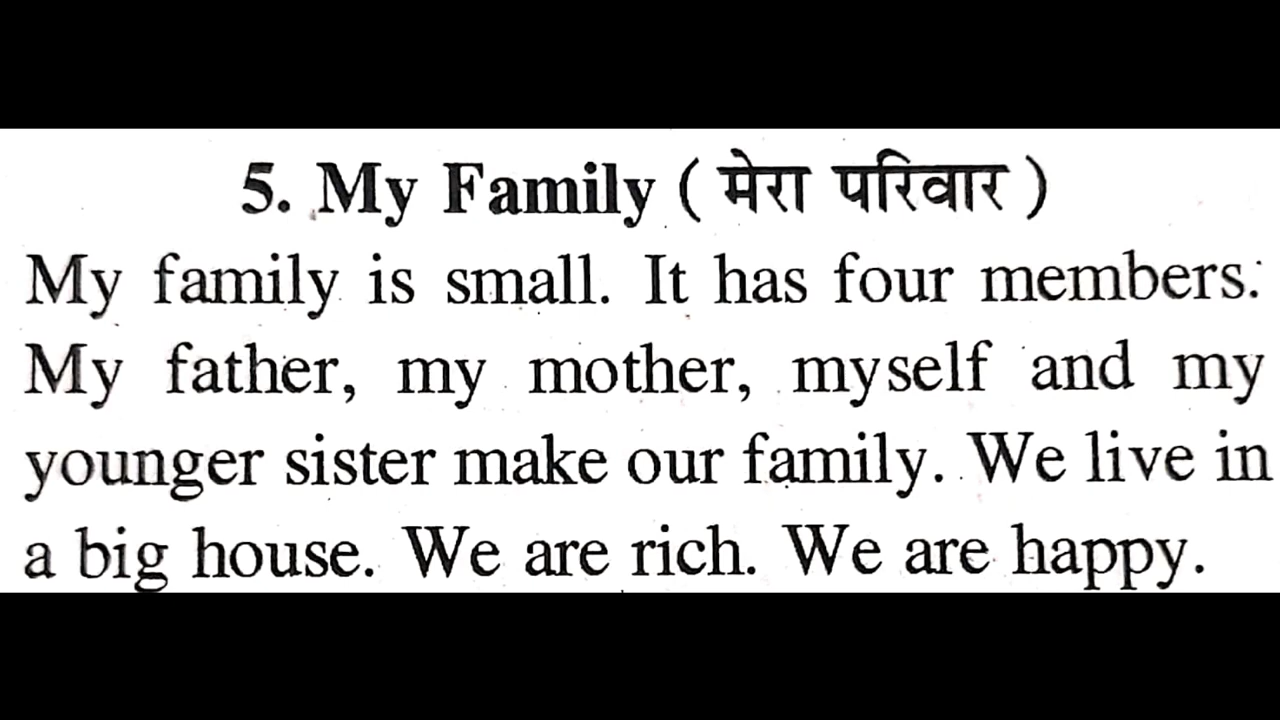 5. My Family ( मेरा परिवार )
My family is small. It has four members.
My father, my mother, myself and my
younger sister make our family. We live in
a big house. We are rich. We are happy.